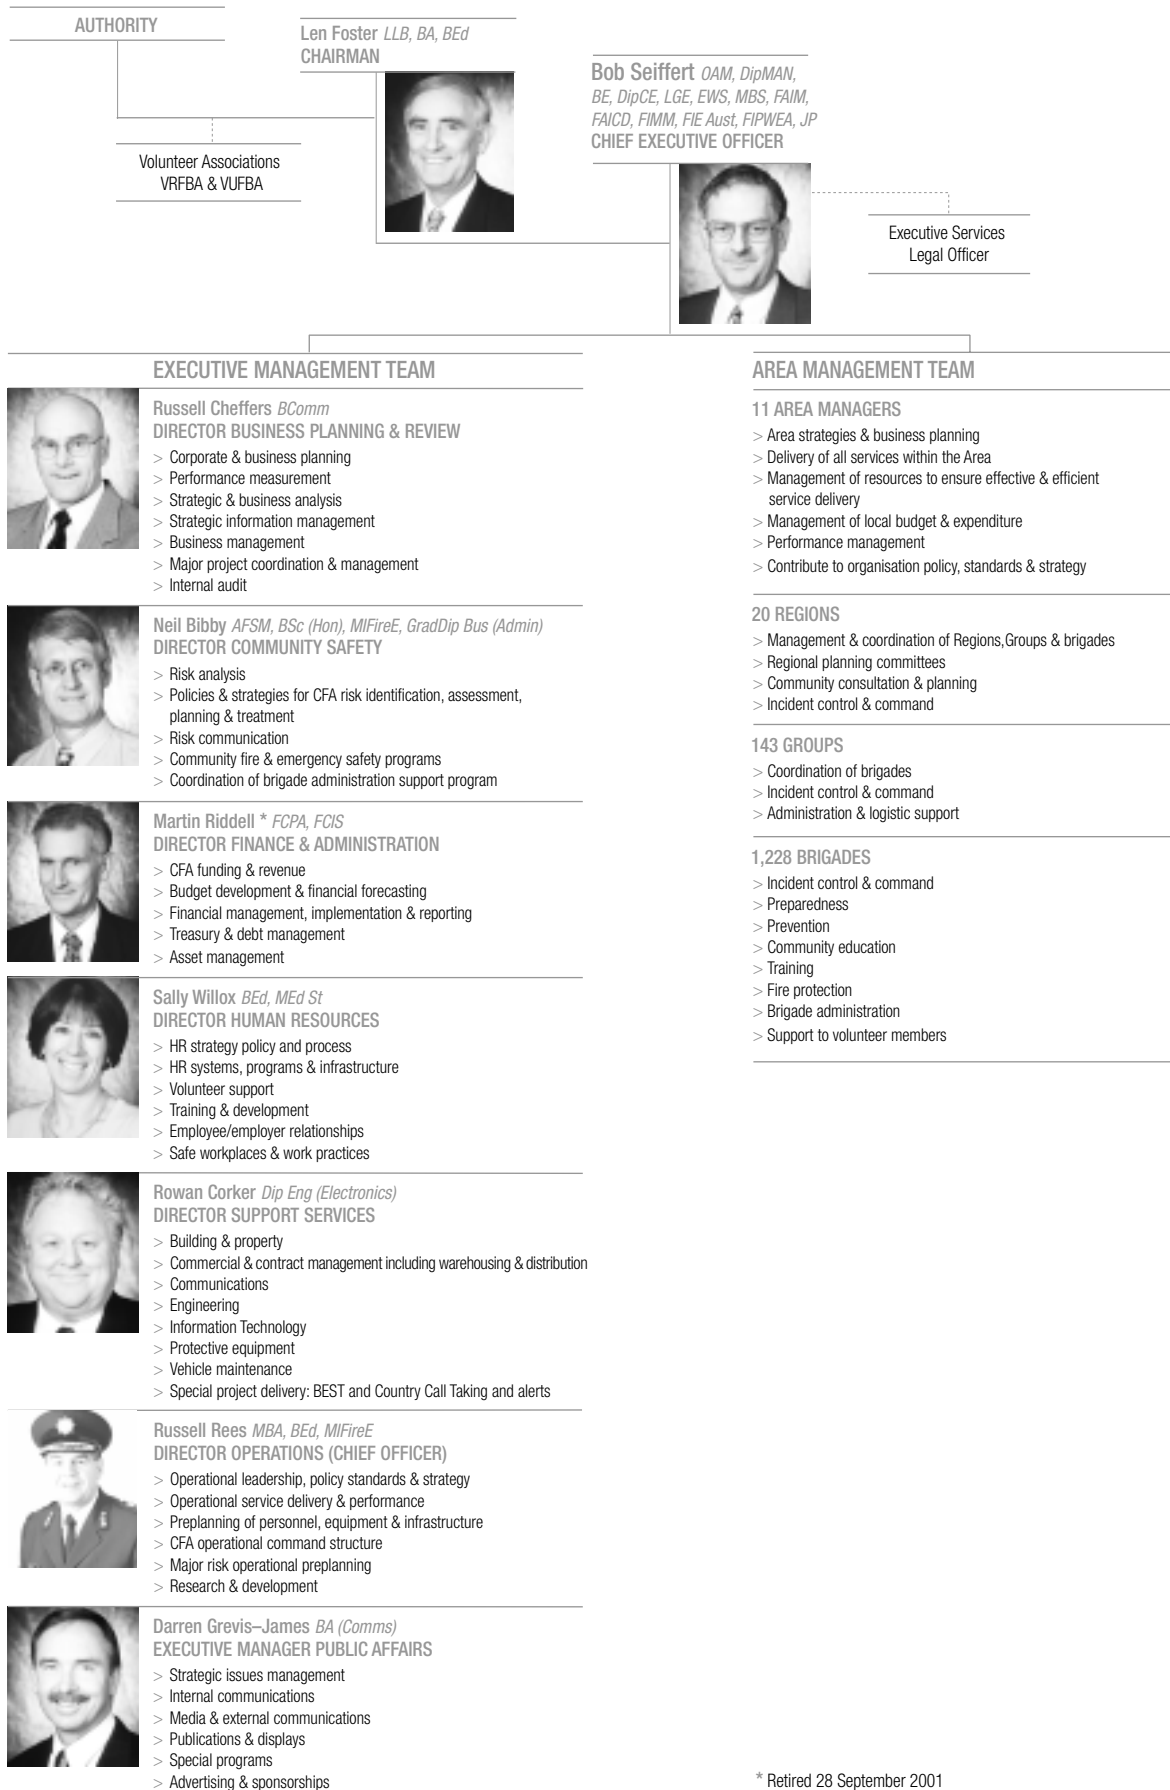 AUTHORITY
Len Foster LLB, BA, BEd
CHAIRMAN
Bob Seiffert OAM, DipMAN,
BE, DipCE, LGE, EWS, MBS, FAIM,
FAICD, FIMM, FIE Aust, FIPWEA, JP
CHIEF EXECUTIVE OFFICER
Volunteer Associations
VRFBA & VUFBA
Executive Services
Legal Officer
EXECUTIVE MANAGEMENT TEAM
Russell Cheffers BComm
DIRECTOR BUSINESS PLANNING & REVIEW
> Corporate & business planning
> Performance measurement
> Strategic & business analysis
> Strategic information management
> Business management
> Major project coordination & management
> Internal audit
Neil Bibby AFSM, BSc (Hon), MIFireE, GradDip Bus (Admin)
DIRECTOR COMMUNITY SAFETY
> Risk analysis
> Policies & strategies for CFA risk identification, assessment,
planning & treatment
> Risk communication
> Community fire & emergency safety programs
> Coordination of brigade administration support program
Martin Riddell * FCPA, FCIS
DIRECTOR FINANCE & ADMINISTRATION
> CFA funding & revenue
> Budget development & financial forecasting
> Financial management, implementation & reporting
> Treasury & debt management
> Asset management
Sally Willox BEd, MEd St
DIRECTOR HUMAN RESOURCES
> HR strategy policy and process
> HR systems, programs & infrastructure
> Volunteer support
> Training & development
> Employee/employer relationships
> Safe workplaces & work practices
Rowan Corker Dip Eng (Electronics)
DIRECTOR SUPPORT SERVICES
> Building & property
> Commercial & contract management including warehousing & distribution
> Communications
> Engineering
> Information Technology
> Protective equipment
> Vehicle maintenance
> Special project delivery: BEST and Country Call Taking and alerts
Russell Rees MBA, BEd, MIFireE
DIRECTOR OPERATIONS (CHIEF OFFICER)
> Operational leadership, policy standards & strategy
> Operational service delivery & performance
> Preplanning of personnel, equipment & infrastructure
> CFA operational command structure
> Major risk operational preplanning
> Research & development
Darren Grevis–James BA (Comms)
EXECUTIVE MANAGER PUBLIC AFFAIRS
> Strategic issues management
> Internal communications
> Media & external communications
> Publications & displays
> Special programs
> Advertising & sponsorships
AREA MANAGEMENT TEAM
11 AREA MANAGERS
> Area strategies & business planning
> Delivery of all services within the Area
> Management of resources to ensure effective & efficient
service delivery
> Management of local budget & expenditure
> Performance management
> Contribute to organisation policy, standards & strategy
20 REGIONS
> Management & coordination of Regions,Groups & brigades
> Regional planning committees
> Community consultation & planning
> Incident control & command
143 GROUPS
> Coordination of brigades
> Incident control & command
> Administration & logistic support
1,228 BRIGADES
> Incident control & command
> Preparedness
> Prevention
> Community education
> Training
> Fire protection
> Brigade administration
> Support to volunteer members
* Retired 28 September 2001